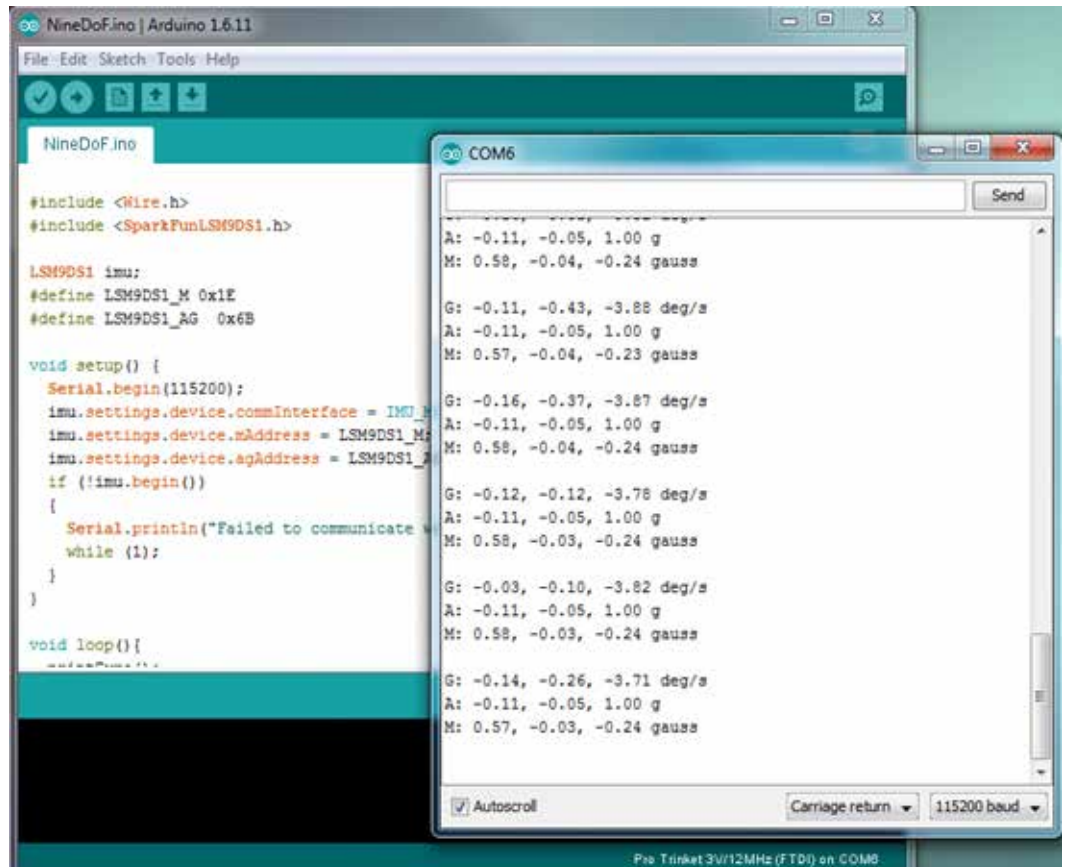 NineDoF.ino | Arduino 1.6.11
File Edit Sketch Tools Help
NineDoF.ino
#include <Wire.h>
#include <SparkFunLSM9DS1.h>
LSM9DS1 imu;
#define LSM9DS1_M 0x1E
#define LSM9DS1_AG 0x6B
void setup() {
Serial.begin(115200);
imu.settings.device.commInterface = IMU_M
imu.settings.device.mAddress = LSM9DS1_M;
imu.settings.device.agAddress = LSM9DS1_A
if (!imu.begin())
{
Serial.println("Failed to communicate w
while (1);
}
}
void loop(){
COM6
Send
A: -0.11, -0.05, 1.00 g
M: 0.58, -0.04, -0.24 gauss
G: -0.11, -0.43, -3.88 deg/s
A: -0.11, -0.05, 1.00 g
M: 0.57, -0.04, -0.23 gauss
G: -0.16, -0.37, -3.87 deg/s
A: -0.11, -0.05, 1.00 g
M: 0.58, -0.04, -0.24 gauss
G: -0.12, -0.12, -3.78 deg/s
A: -0.11, -0.05, 1.00 g
M: 0.58, -0.03, -0.24 gauss
G: -0.03, -0.10, -3.82 deg/s
A: -0.11, -0.05, 1.00 g
M: 0.58, -0.03, -0.24 gauss
G: -0.14, -0.26, -3.71 deg/s
A: -0.11, -0.05, 1.00 g
M: 0.57, -0.03, -0.24 gauss
Autoscroll
Carriage return
115200 baud
Pro Trinket 3V/12MHz (FTDI) on COM6